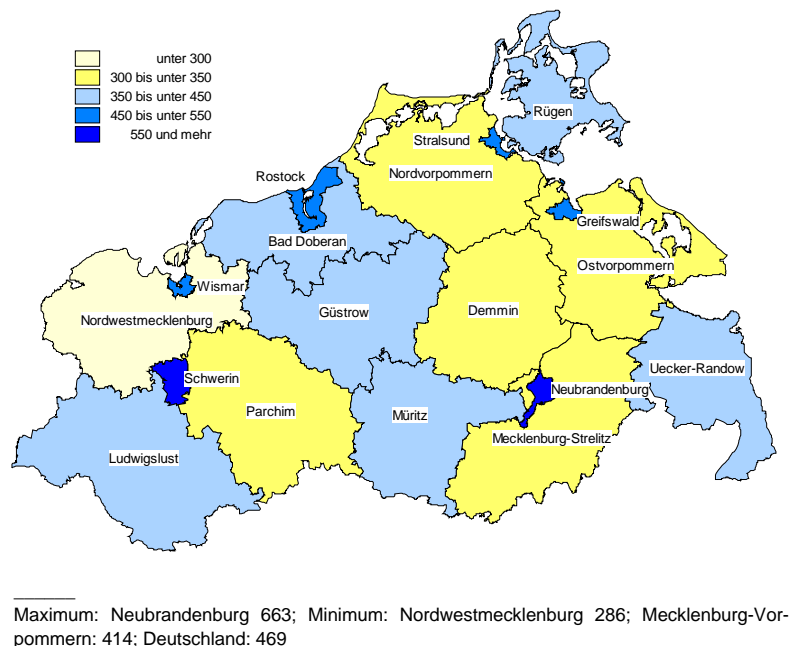 unter 300
300 bis unter 350
350 bis unter 450
450 bis unter 550
550 und mehr
Rügen
Stralsund
Nordvorpommern
Rostock
Greifswald
Bad Doberan
Ostvorpommern
Wismar
Nordwestmecklenburg
Güstrow
Demmin
Uecker-Randow
Schwerin
Neubrandenburg
Parchim
Müritz
Mecklenburg-Strelitz
Ludwigslust
Maximum: Neubrandenburg 663; Minimum: Nordwestmecklenburg 286; Mecklenburg-Vor-
pommern: 414; Deutschland: 469